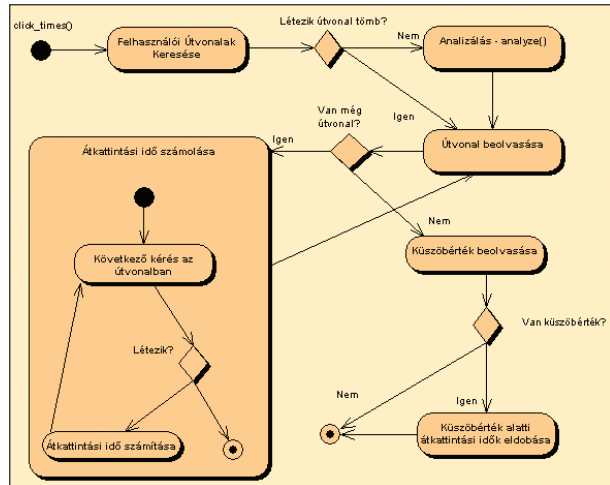 click_times()
Felhasználói Útvonalak
Keresése
Létezik útvonal tömb?
Nem
Analizálás - analyze()
Igen
Van még
útvonal?
Útvonal beolvasása
Igen
Átkattintási idő számolása
Nem
Következő kérés az
útvonalban
Küszöbérték beolvasása
Van küszöbérték?
Létezik?
Nem
Igen
Átkattintási idő számítása
Küszöbérték alatti
átkattintási idők eldobása